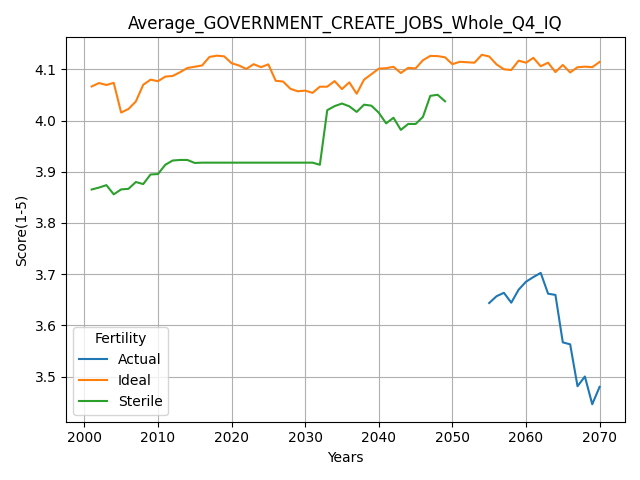 Average_GOVERNMENT_CREATE_JOBS_Whole_Q4_IQ
Score(1-5)
4.1
4.0
3.9
3.8
3.7
3.6
3.5
Fertility
Actual
Ideal
Sterile
2000 2010 2020 2030 2040 2050 2060 2070
Years